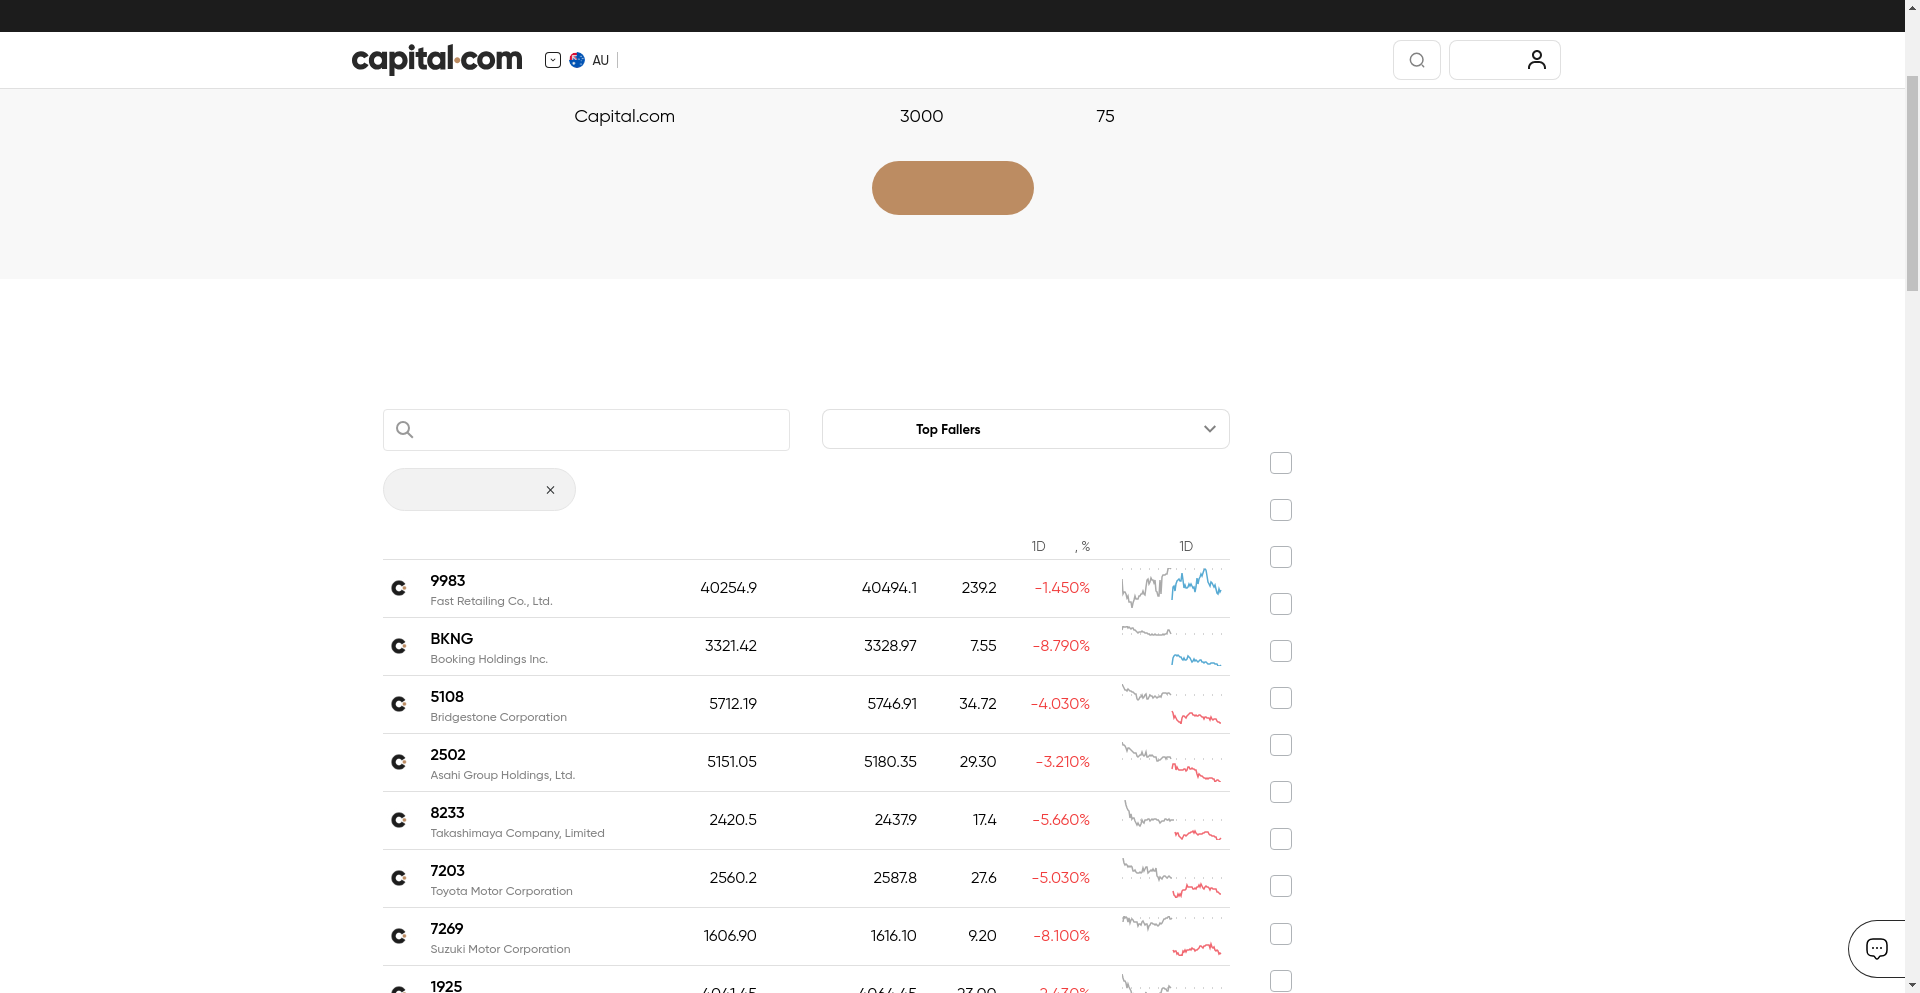 capital.com
AU
Capital.com 3000 75
Top Fallers
1D , % 1D
9983 40254.9 40494.1 239.2 -1.450%
Fast Retailing Co., Ltd.
BKNG 3321.42 3328.97 7.55 -8.790%
Booking Holdings Inc.
5108 5712.19 5746.91 34.72 -4.030%
Bridgestone Corporation
2502 5151.05 5180.35 29.30 -3.210%
Asahi Group Holdings, Ltd.
8233 2420.5 2437.9 17.4 -5.660%
Takashimaya Company, Limited
7203 2560.2 2587.8 27.6 -5.030%
Toyota Motor Corporation
7269 1606.90 1616.10 9.20 -8.100%
Suzuki Motor Corporation
1925